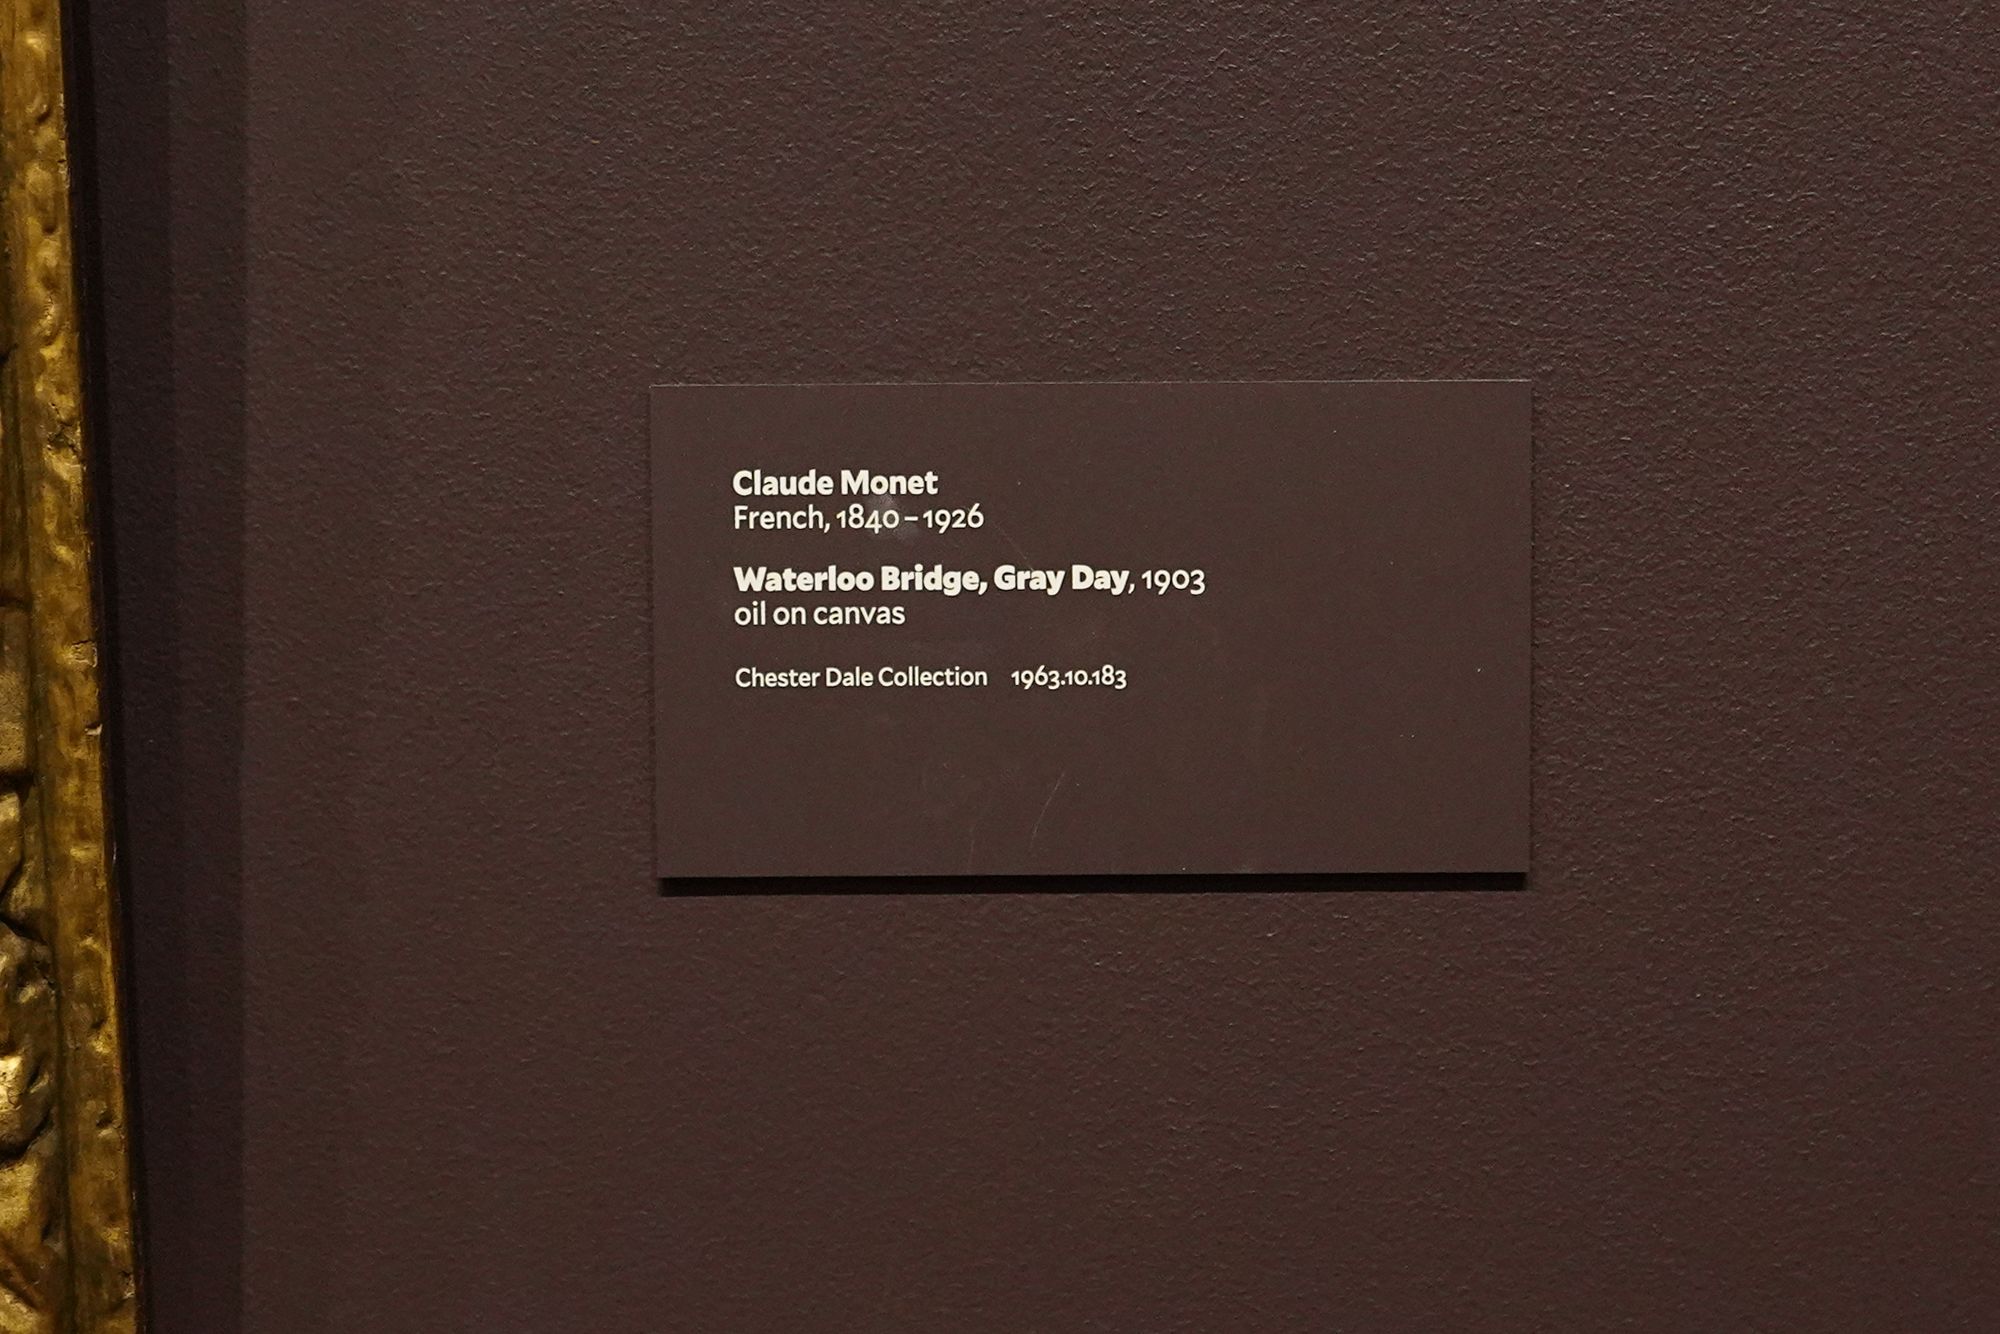 Claude Monet
French, 1840–1926
Waterloo Bridge, Gray Day, 1903
oil on canvas
Chester Dale Collection 1963.10.183